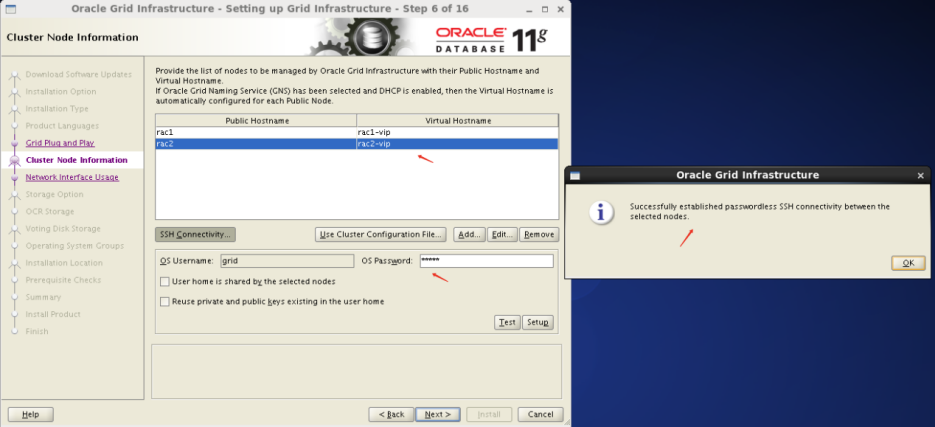 Oracle Grid Infrastructure - Setting up Grid Infrastructure - Step 6 of 16
Cluster Node Information
ORACLE
DATABASE 11g
Download Software Updates
Installation Option
Installation Type
Product Languages
Grid Plug and Play
Cluster Node Information
Network Interface Usage
Storage Option
OCR Storage
Voting Disk Storage
Operating System Groups
Installation Location
Prerequisite Checks
Summary
Install Product
Finish
Provide the list of nodes to be managed by Oracle Grid Infrastructure with their Public Hostname and
Virtual Hostname.
If Oracle Grid Naming Service (GNS) has been selected and DHCP is enabled, then the Virtual Hostname is
automatically configured for each Public Node.
Public Hostname Virtual Hostname
rac1 rac1-vip
rac2 rac2-vip
SSH Connectivity... Use Cluster Configuration File... Add... Edit... Remove
OS Username: grid OS Password: *****
User home is shared by the selected nodes
Reuse private and public keys existing in the user home
Test Setup
Help < Back Next > Install Cancel
Oracle Grid Infrastructure
Successfully established passwordless SSH connectivity between the
selected nodes.
OK